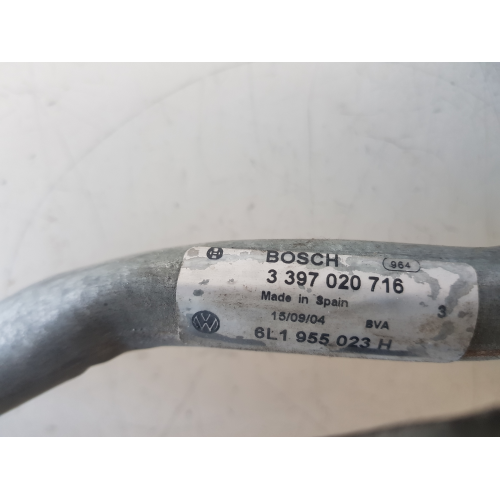 BOSCH 964
3 397 020 716
Made in Spain 3
15/09/04 BVA
6L1 955 023 H